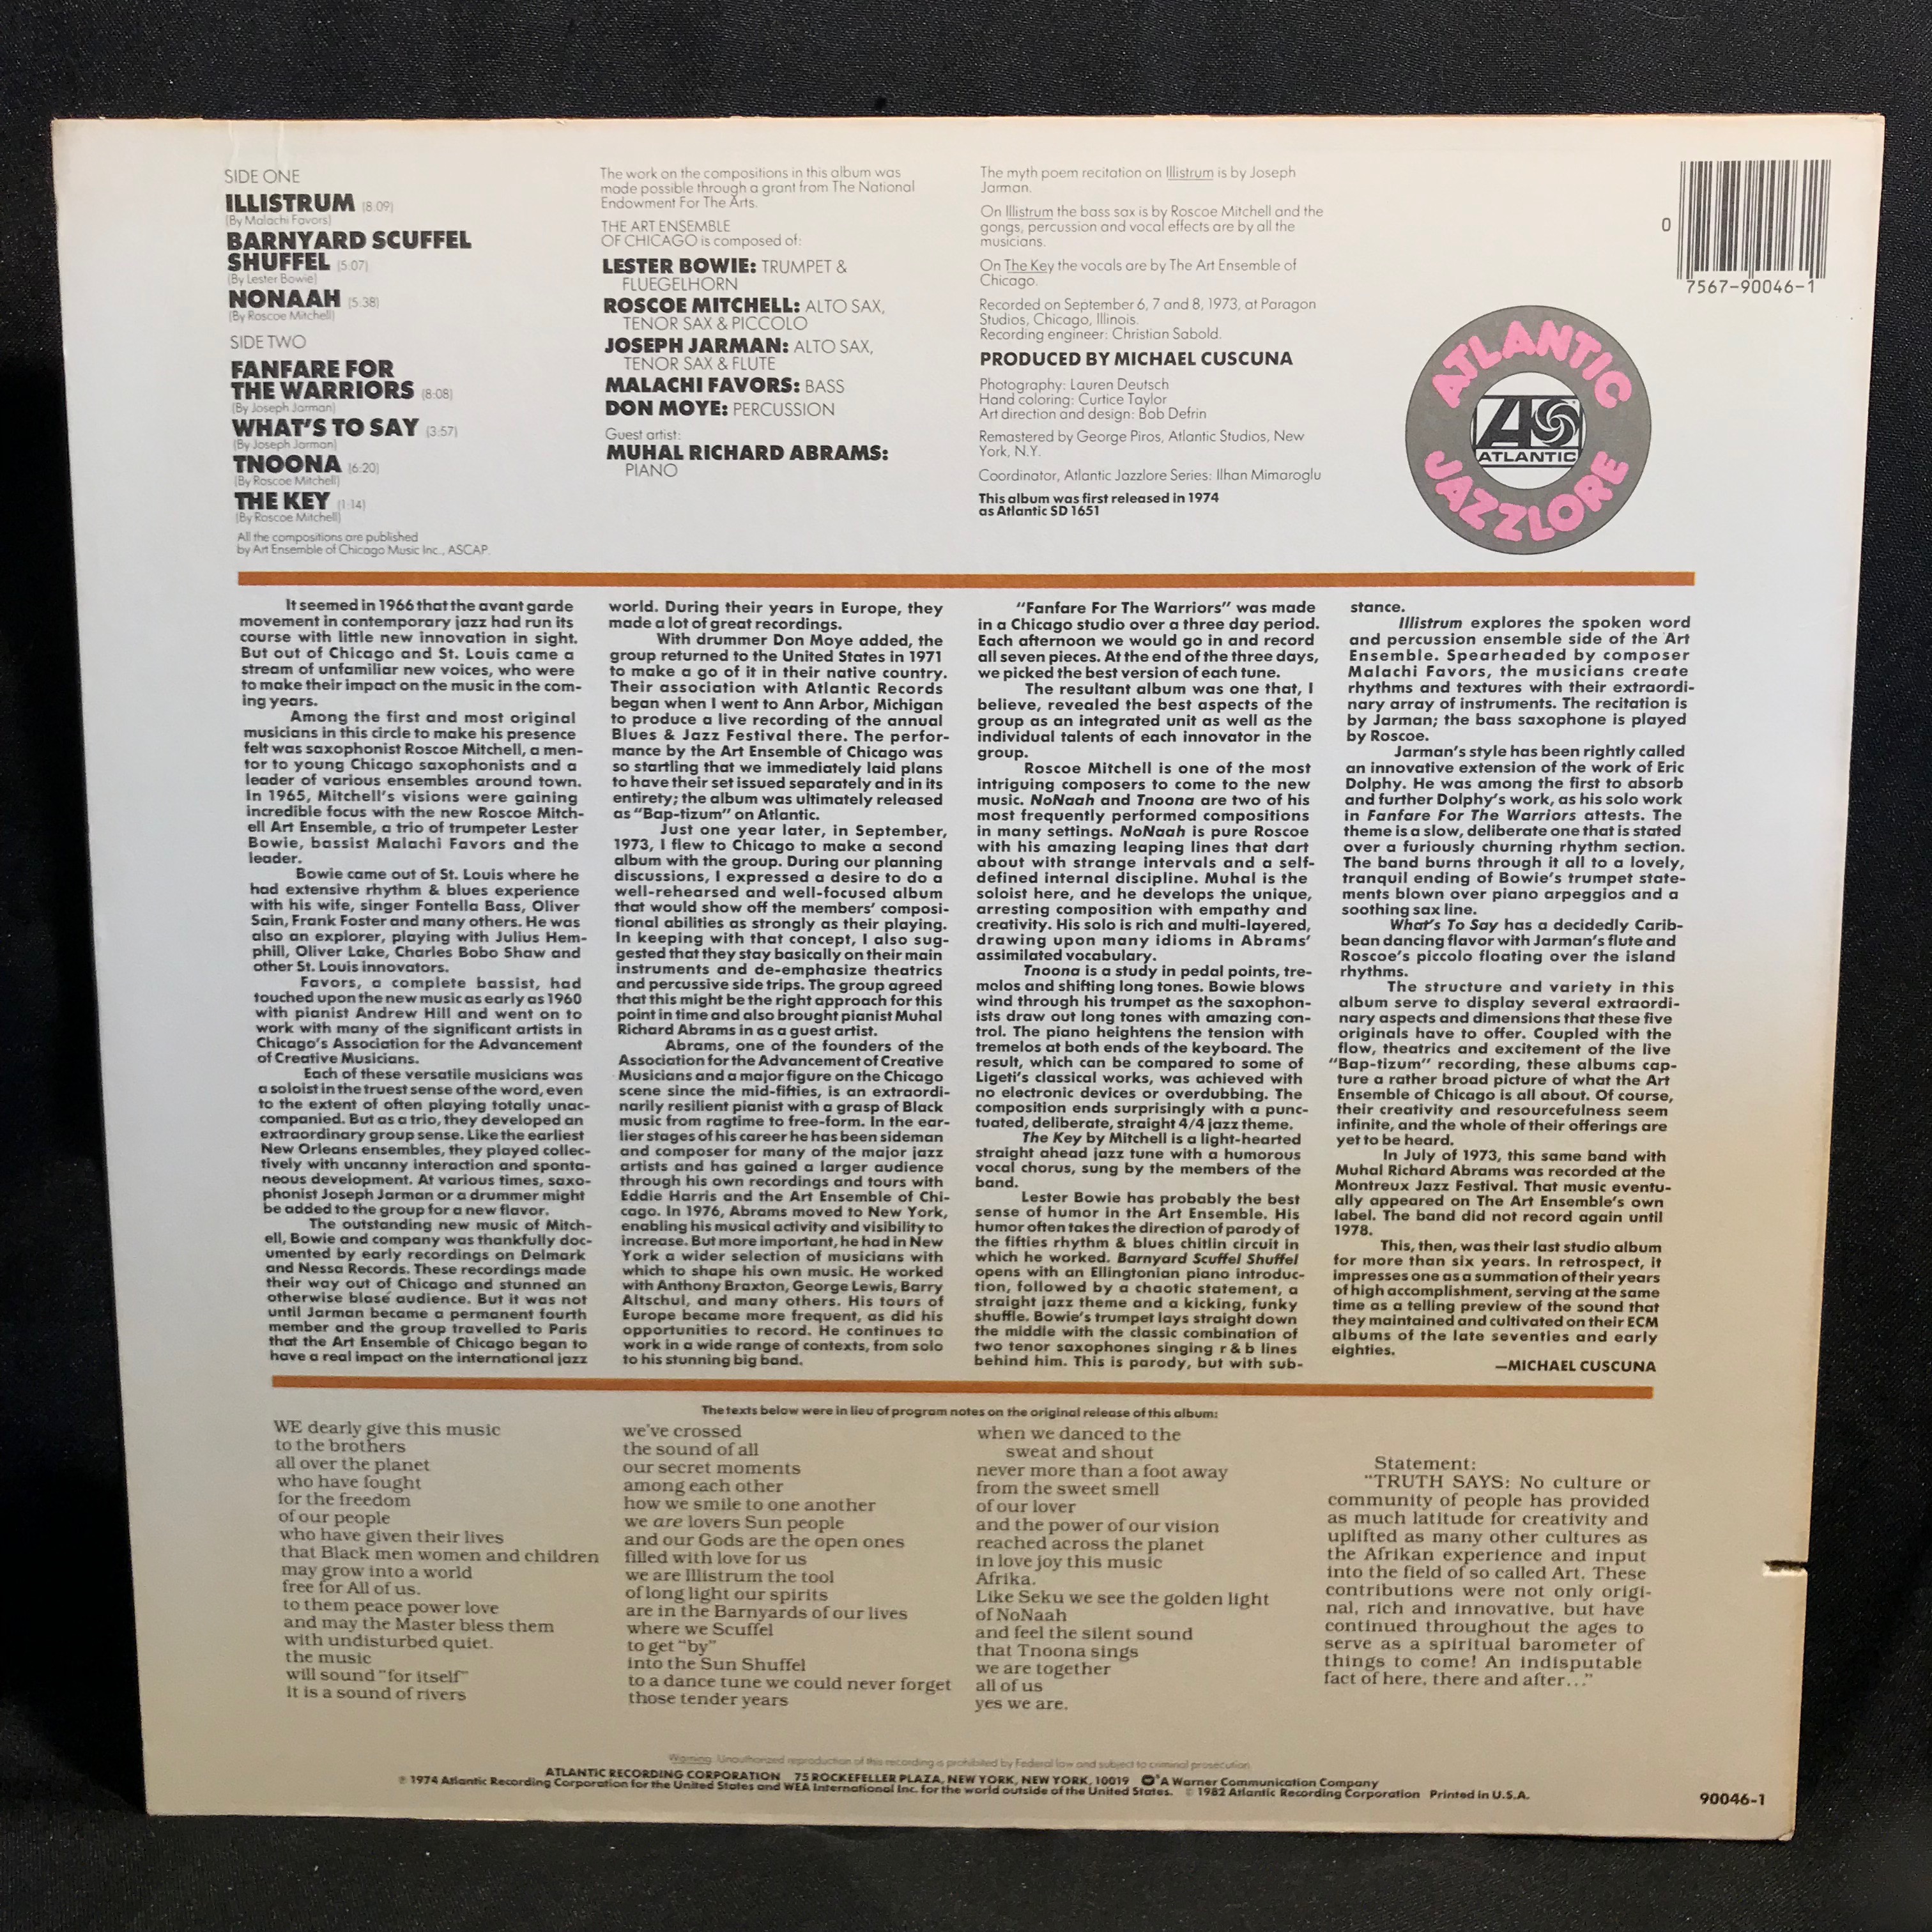 SIDE ONE
ILLISTRUM (8:09)
(By Malachi Favors)
BARNYARD SCUFFEL
SHUFFEL (5:07)
(By Lester Bowie)
NONAAH (5:38)
(By Roscoe Mitchell)
SIDE TWO
FANFARE FOR
THE WARRIORS (8:08)
(By Joseph Jarman)
WHAT'S TO SAY (3:57)
(By Joseph Jarman)
TNOONA (6:20)
(By Roscoe Mitchell)
THE KEY (1:14)
(By Roscoe Mitchell)
All the compositions are published
by Art Ensemble of Chicago Music Inc., ASCAP.
The work on the compositions in this album was
made possible through a grant from The National
Endowment For The Arts.
THE ART ENSEMBLE
OF CHICAGO is composed of:
LESTER BOWIE: TRUMPET &
FLUEGELHORN
ROSCOE MITCHELL: ALTO SAX,
TENOR SAX & PICCOLO
JOSEPH JARMAN: ALTO SAX,
TENOR SAX & FLUTE
MALACHI FAVORS: BASS
DON MOYE: PERCUSSION
Guest artist:
MUHAL RICHARD ABRAMS:
PIANO
The myth poem recitation on Illistrum is by Joseph
Jarman.
On Illistrum the bass sax is by Roscoe Mitchell and the
gongs, percussion and vocal effects are by all the
musicians.
On The Key the vocals are by The Art Ensemble of
Chicago.
Recorded on September 6, 7 and 8, 1973, at Paragon
Studios, Chicago, Illinois.
Recording engineer: Christian Sabold.
PRODUCED BY MICHAEL CUSCUNA
Photography: Lauren Deutsch
Hand coloring: Curtice Taylor
Art direction and design: Bob Defrin
Remastered by George Piros, Atlantic Studios, New
York, N.Y.
Coordinator, Atlantic Jazzlore Series: Ilhan Mimaroglu
This album was first released in 1974
as Atlantic SD 1651
0
7567-90046-1
ATLANTIC
ATLANTIC
JAZZLORE
It seemed in 1966 that the avant garde
movement in contemporary jazz had run its
course with little new innovation in sight.
But out of Chicago and St. Louis came a
stream of unfamiliar new voices, who were
to make their impact on the music in the com-
ing years.
Among the first and most original
musicians in this circle to make his presence
felt was saxophonist Roscoe Mitchell, a men-
tor to young Chicago saxophonists and a
leader of various ensembles around town.
In 1965, Mitchell's visions were gaining
incredible focus with the new Roscoe Mitch-
ell Art Ensemble, a trio of trumpeter Lester
Bowie, bassist Malachi Favors and the
leader.
Bowie came out of St. Louis where he
had extensive rhythm & blues experience
with his wife, singer Fontella Bass, Oliver
Sain, Frank Foster and many others. He was
also an explorer, playing with Julius Hem-
phill, Oliver Lake, Charles Bobo Shaw and
other St. Louis innovators.
Favors, a complete bassist, had
touched upon the new music as early as 1960
with pianist Andrew Hill and went on to
work with many of the significant artists in
Chicago's Association for the Advancement
of Creative Musicians.
Each of these versatile musicians was
a soloist in the truest sense of the word, even
to the extent of often playing totally unac-
companied. But as a trio, they developed an
extraordinary group sense. Like the earliest
New Orleans ensembles, they played collec-
tively with uncanny interaction and sponta-
neous development. At various times, saxo-
phonist Joseph Jarman or a drummer might
be added to the group for a new flavor.
The outstanding new music of Mitch-
ell, Bowie and company was thankfully doc-
umented by early recordings on Delmark
and Nessa Records. These recordings made
their way out of Chicago and stunned an
otherwise blasé audience. But it was not
until Jarman became a permanent fourth
member and the group travelled to Paris
that the Art Ensemble of Chicago began to
have a real impact on the international jazz
world. During their years in Europe, they
made a lot of great recordings.
With drummer Don Moye added, the
group returned to the United States in 1971
to make a go of it in their native country.
Their association with Atlantic Records
began when I went to Ann Arbor, Michigan
to produce a live recording of the annual
Blues & Jazz Festival there. The perfor-
mance by the Art Ensemble of Chicago was
so startling that we immediately laid plans
to have their set issued separately and in its
entirety; the album was ultimately released
as "Bap-tizum" on Atlantic.
Just one year later, in September,
1973, I flew to Chicago to make a second
album with the group. During our planning
discussions, I expressed a desire to do a
well-rehearsed and well-focused album
that would show off the members' composi-
tional abilities as strongly as their playing.
In keeping with that concept, I also sug-
gested that they stay basically on their main
instruments and de-emphasize theatrics
and percussive side trips. The group agreed
that this might be the right approach for this
point in time and also brought pianist Muhal
Richard Abrams in as a guest artist.
Abrams, one of the founders of the
Association for the Advancement of Creative
Musicians and a major figure on the Chicago
scene since the mid-fifties, is an extraordi-
narily resilient pianist with a grasp of Black
music from ragtime to free-form. In the ear-
lier stages of his career he has been sideman
and composer for many of the major jazz
artists and has gained a larger audience
through his own recordings and tours with
Eddie Harris and the Art Ensemble of Chi-
cago. In 1976, Abrams moved to New York,
enabling his musical activity and visibility to
increase. But more important, he had in New
York a wider selection of musicians with
which to shape his own music. He worked
with Anthony Braxton, George Lewis, Barry
Altschul, and many others. His tours of
Europe became more frequent, as did his
opportunities to record. He continues to
work in a wide range of contexts, from solo
to his stunning big band.
"Fanfare For The Warriors" was made
in a Chicago studio over a three day period.
Each afternoon we would go in and record
all seven pieces. At the end of the three days,
we picked the best version of each tune.
The resultant album was one that, I
believe, revealed the best aspects of the
group as an integrated unit as well as the
individual talents of each innovator in the
group.
Roscoe Mitchell is one of the most
intriguing composers to come to the new
music. NoNaah and Tnoona are two of his
most frequently performed compositions
in many settings. NoNaah is pure Roscoe
with his amazing leaping lines that dart
about with strange intervals and a self-
defined internal discipline. Muhal is the
soloist here, and he develops the unique,
arresting composition with empathy and
creativity. His solo is rich and multi-layered,
drawing upon many idioms in Abrams'
assimilated vocabulary.
Tnoona is a study in pedal points, tre-
molos and shifting long tones. Bowie blows
wind through his trumpet as the saxophon-
ists draw out long tones with amazing con-
trol. The piano heightens the tension with
tremelos at both ends of the keyboard. The
result, which can be compared to some of
Ligeti's classical works, was achieved with
no electronic devices or overdubbing. The
composition ends surprisingly with a punc-
tuated, deliberate, straight 4/4 jazz theme.
The Key by Mitchell is a light-hearted
straight ahead jazz tune with a humorous
vocal chorus, sung by the members of the
band.
Lester Bowie has probably the best
sense of humor in the Art Ensemble. His
humor often takes the direction of parody of
the fifties rhythm & blues chitlin circuit in
which he worked. Barnyard Scuffel Shuffel
opens with an Ellingtonian piano introduc-
tion, followed by a chaotic statement, a
straight jazz theme and a kicking, funky
shuffle. Bowie's trumpet lays straight down
the middle with the classic combination of
two tenor saxophones singing r & b lines
behind him. This is parody, but with sub-
stance.
Illistrum explores the spoken word
and percussion ensemble side of the Art
Ensemble. Spearheaded by composer
Malachi Favors, the musicians create
rhythms and textures with their extraordi-
nary array of instruments. The recitation is
by Jarman; the bass saxophone is played
by Roscoe.
Jarman's style has been rightly called
an innovative extension of the work of Eric
Dolphy. He was among the first to absorb
and further Dolphy's work, as his solo work
in Fanfare For The Warriors attests. The
theme is a slow, deliberate one that is stated
over a furiously churning rhythm section.
The band burns through it all to a lovely,
tranquil ending of Bowie's trumpet state-
ments blown over piano arpeggios and a
soothing sax line.
What's To Say has a decidedly Carib-
bean dancing flavor with Jarman's flute and
Roscoe's piccolo floating over the island
rhythms.
The structure and variety in this
album serve to display several extraordi-
nary aspects and dimensions that these five
originals have to offer. Coupled with the
flow, theatrics and excitement of the live
"Bap-tizum" recording, these albums cap-
ture a rather broad picture of what the Art
Ensemble of Chicago is all about. Of course,
their creativity and resourcefulness seem
infinite, and the whole of their offerings are
yet to be heard.
In July of 1973, this same band with
Muhal Richard Abrams was recorded at the
Montreux Jazz Festival. That music eventu-
ally appeared on The Art Ensemble's own
label. The band did not record again until
1978.
This, then, was their last studio album
for more than six years. In retrospect, it
impresses one as a summation of their years
of high accomplishment, serving at the same
time as a telling preview of the sound that
they maintained and cultivated on their ECM
albums of the late seventies and early
eighties.
—MICHAEL CUSCUNA
The texts below were in lieu of program notes on the original release of this album:
WE dearly give this music
to the brothers
all over the planet
who have fought
for the freedom
of our people
who have given their lives
that Black men women and children
may grow into a world
free for All of us.
to them peace power love
and may the Master bless them
with undisturbed quiet.
the music
will sound "for itself"
it is a sound of rivers
we've crossed
the sound of all
our secret moments
among each other
how we smile to one another
we are lovers Sun people
and our Gods are the open ones
filled with love for us
we are Illistrum the tool
of long light our spirits
are in the Barnyards of our lives
where we Scuffel
to get "by"
into the Sun Shuffel
to a dance tune we could never forget
those tender years
when we danced to the
sweat and shout
never more than a foot away
from the sweet smell
of our lover
and the power of our vision
reached across the planet
in love joy this music
Afrika.
Like Seku we see the golden light
of NoNaah
and feel the silent sound
that Tnoona sings
we are together
all of us
yes we are.
Statement:
"TRUTH SAYS: No culture or
community of people has provided
as much latitude for creativity and
uplifted as many other cultures as
the Afrikan experience and input
into the field of so called Art. These
contributions were not only origi-
nal, rich and innovative, but have
continued throughout the ages to
serve as a spiritual barometer of
things to come! An indisputable
fact of here, there and after..."
Warning: Unauthorized reproduction of this recording is prohibited by Federal law and subject to criminal prosecution
ATLANTIC RECORDING CORPORATION 75 ROCKEFELLER PLAZA, NEW YORK, NEW YORK, 10019 A Warner Communication Company
℗ 1974 Atlantic Recording Corporation for the United States and WEA International Inc. for the world outside of the United States. © 1982 Atlantic Recording Corporation Printed in U.S.A.
90046-1